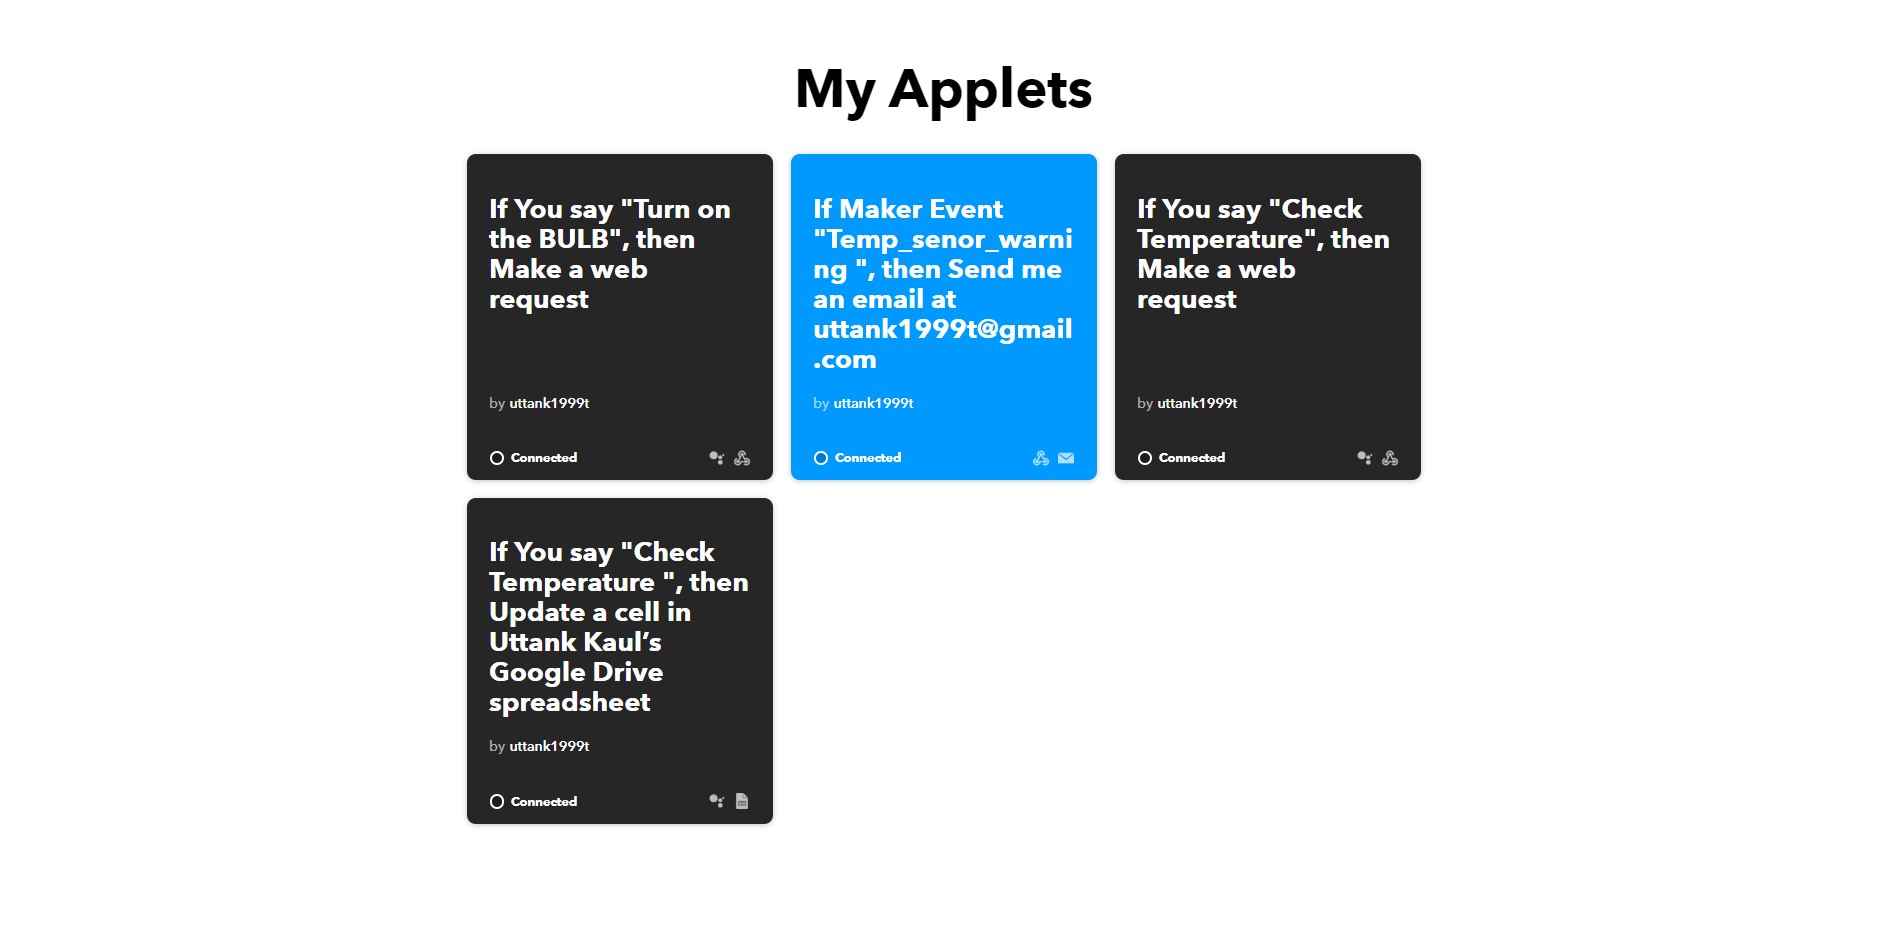 My Applets
If You say "Turn on
the BULB", then
Make a web
request
by uttank1999t
Connected
If Maker Event
"Temp_senor_warni
ng ", then Send me
an email at
uttank1999t@gmail
.com
by uttank1999t
Connected
If You say "Check
Temperature", then
Make a web
request
by uttank1999t
Connected
If You say "Check
Temperature ", then
Update a cell in
Uttank Kaul’s
Google Drive
spreadsheet
by uttank1999t
Connected